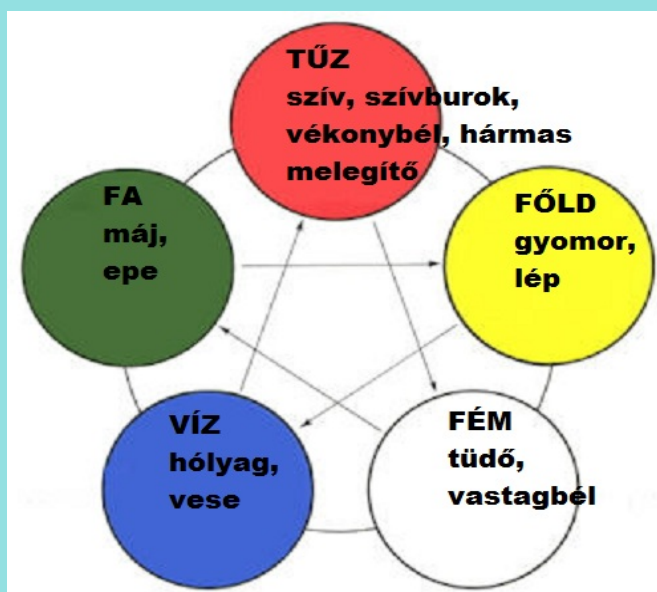 TŰZ
szív, szívburok,
vékonybél, hármas
melegítő
FA
máj,
epe
FŐLD
gyomor,
lép
VÍZ
hólyag,
vese
FÉM
tüdő,
vastagbél